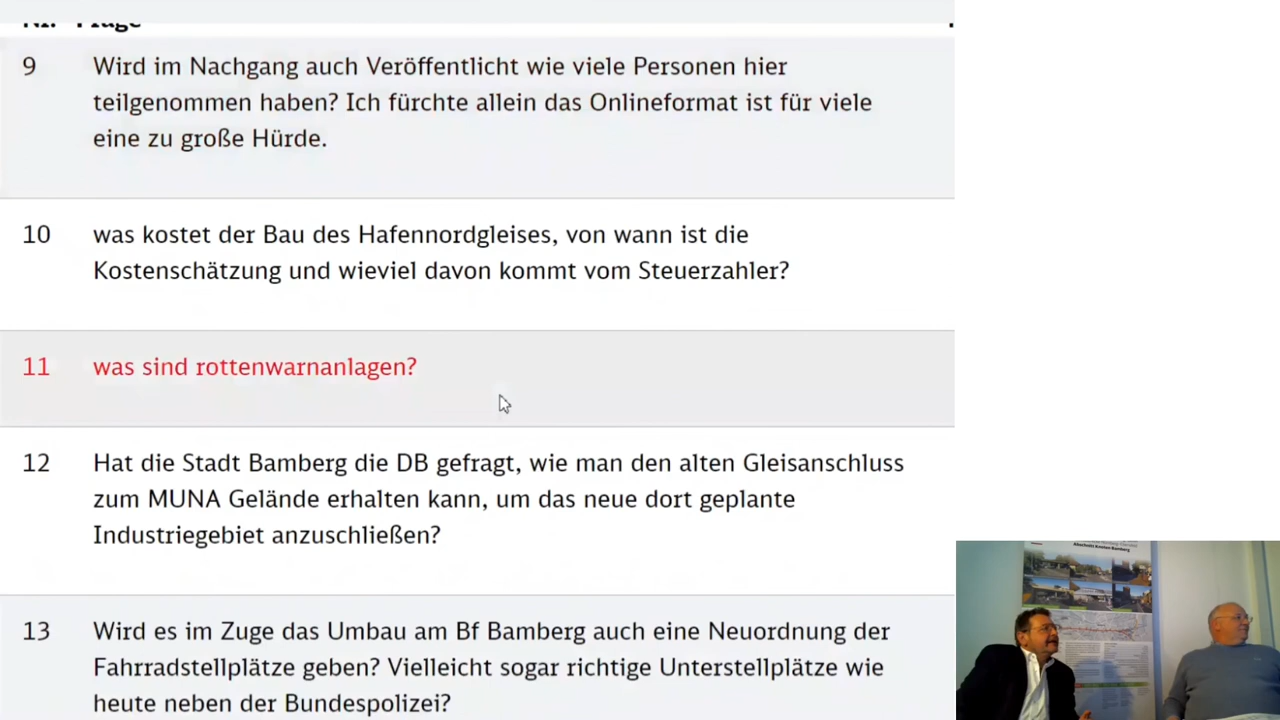 Nr. Frage
9 Wird im Nachgang auch Veröffentlicht wie viele Personen hier
teilgenommen haben? Ich fürchte allein das Onlineformat ist für viele
eine zu große Hürde.
10 was kostet der Bau des Hafennordgleises, von wann ist die
Kostenschätzung und wieviel davon kommt vom Steuerzahler?
11 was sind rottenwarnanlagen?
12 Hat die Stadt Bamberg die DB gefragt, wie man den alten Gleisanschluss
zum MUNA Gelände erhalten kann, um das neue dort geplante
Industriegebiet anzuschließen?
13 Wird es im Zuge das Umbau am Bf Bamberg auch eine Neuordnung der
Fahrradstellplätze geben? Vielleicht sogar richtige Unterstellplätze wie
heute neben der Bundespolizei?
Abschnitt Knoten Bamberg